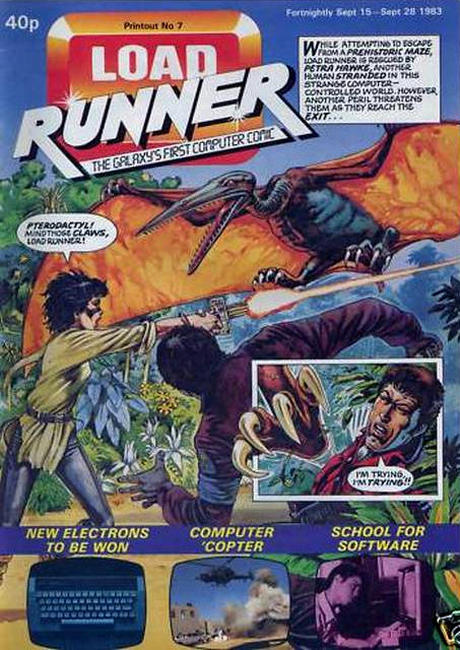 40p
Printout No 7
Fortnightly Sept 15—Sept 28 1983
LOAD
RUNNER
THE GALAXY'S FIRST COMPUTER COMIC
WHILE ATTEMPTING TO ESCAPE
FROM A PREHISTORIC MAZE,
LOAD RUNNER IS RESCUED BY
PETRA HAWKE, ANOTHER
HUMAN STRANDED IN THIS
STRANGE COMPUTER-
CONTROLLED WORLD. HOWEVER,
ANOTHER PERIL THREATENS
THEM AS THEY REACH THE
EXIT...
PTERODACTYL!
MIND THOSE CLAWS,
LOAD RUNNER!
I'M TRYING,
I'M TRYING!!
NEW ELECTRONS
TO BE WON
COMPUTER
'COPTER
SCHOOL FOR
SOFTWARE